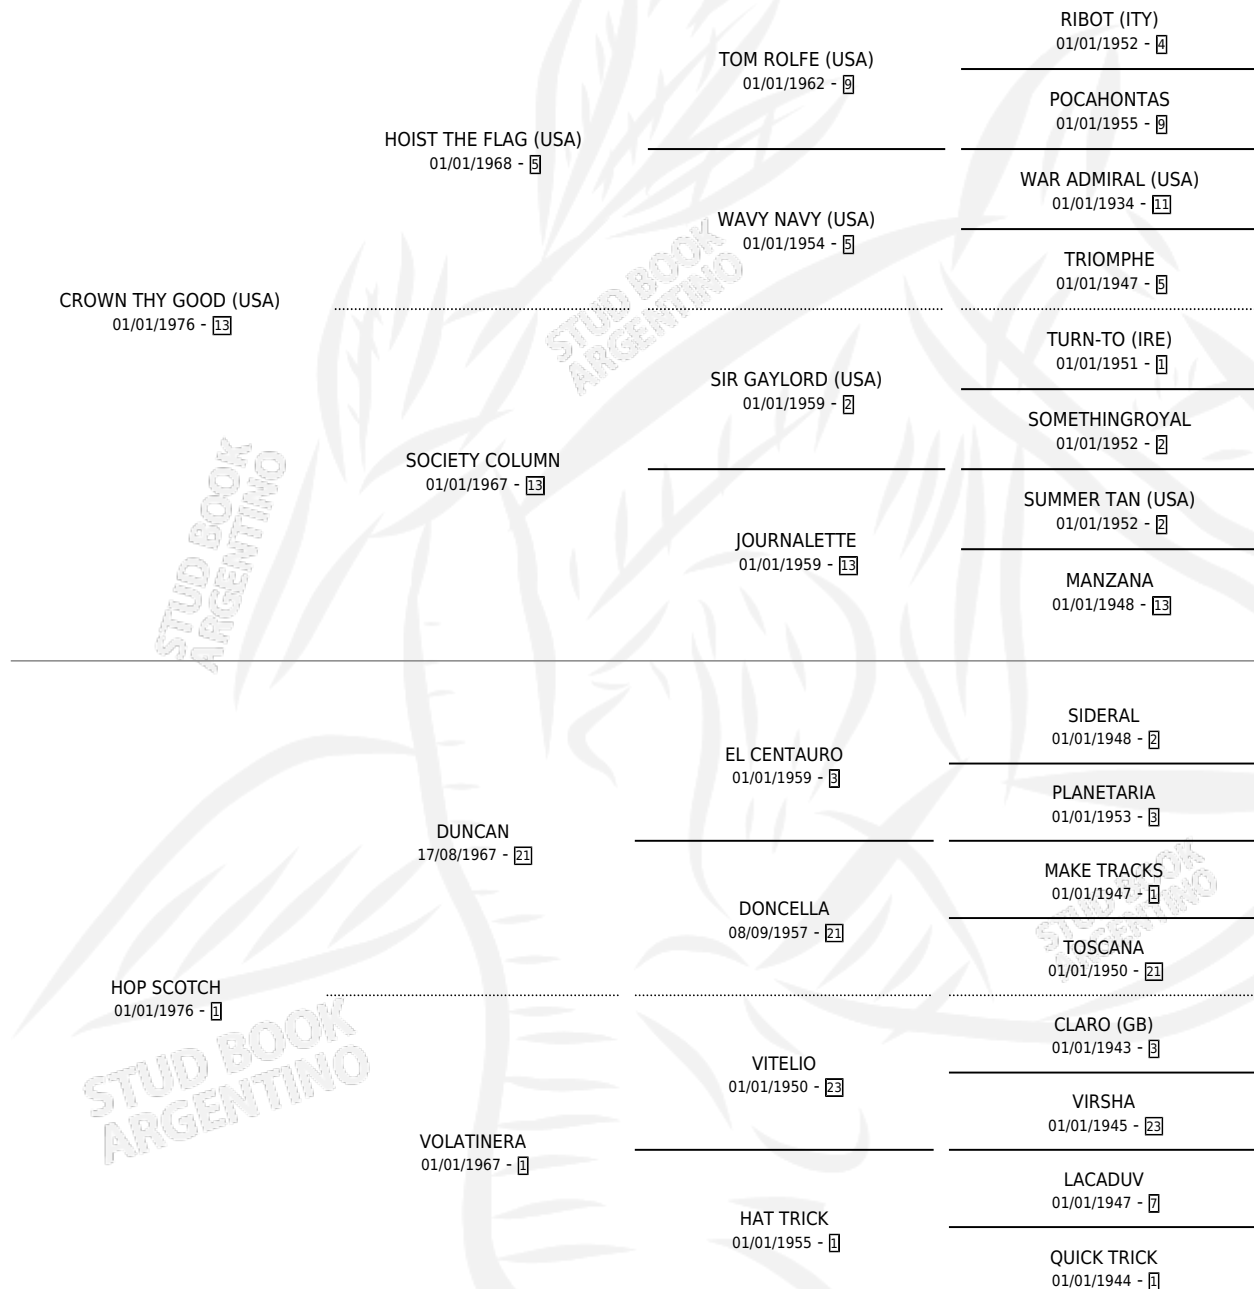 RIBOT (ITY)
01/01/1952 - 4
TOM ROLFE (USA)
01/01/1962 - 9
POCAHONTAS
01/01/1955 - 9
HOIST THE FLAG (USA)
01/01/1968 - 5
WAR ADMIRAL (USA)
01/01/1934 - 11
WAVY NAVY (USA)
01/01/1954 - 5
TRIOMPHE
01/01/1947 - 5
CROWN THY GOOD (USA)
01/01/1976 - 13
TURN-TO (IRE)
01/01/1951 - 1
SIR GAYLORD (USA)
01/01/1959 - 2
SOMETHINGROYAL
01/01/1952 - 2
SOCIETY COLUMN
01/01/1967 - 13
SUMMER TAN (USA)
01/01/1952 - 2
JOURNALETTE
01/01/1959 - 13
MANZANA
01/01/1948 - 13
SIDERAL
01/01/1948 - 2
EL CENTAURO
01/01/1959 - 3
PLANETARIA
01/01/1953 - 3
DUNCAN
17/08/1967 - 21
MAKE TRACKS
01/01/1947 - 1
DONCELLA
08/09/1957 - 21
TOSCANA
01/01/1950 - 21
HOP SCOTCH
01/01/1976 - 1
CLARO (GB)
01/01/1943 - 3
VITELIO
01/01/1950 - 23
VIRSHA
01/01/1945 - 23
VOLATINERA
01/01/1967 - 1
LACADUV
01/01/1947 - 7
HAT TRICK
01/01/1955 - 1
QUICK TRICK
01/01/1944 - 1
STUD BOOK
ARGENTINO
STUD BOOK
ARGENTINO
STUD BOOK
ARGENTINO
STUD BOOK
ARGENTINO